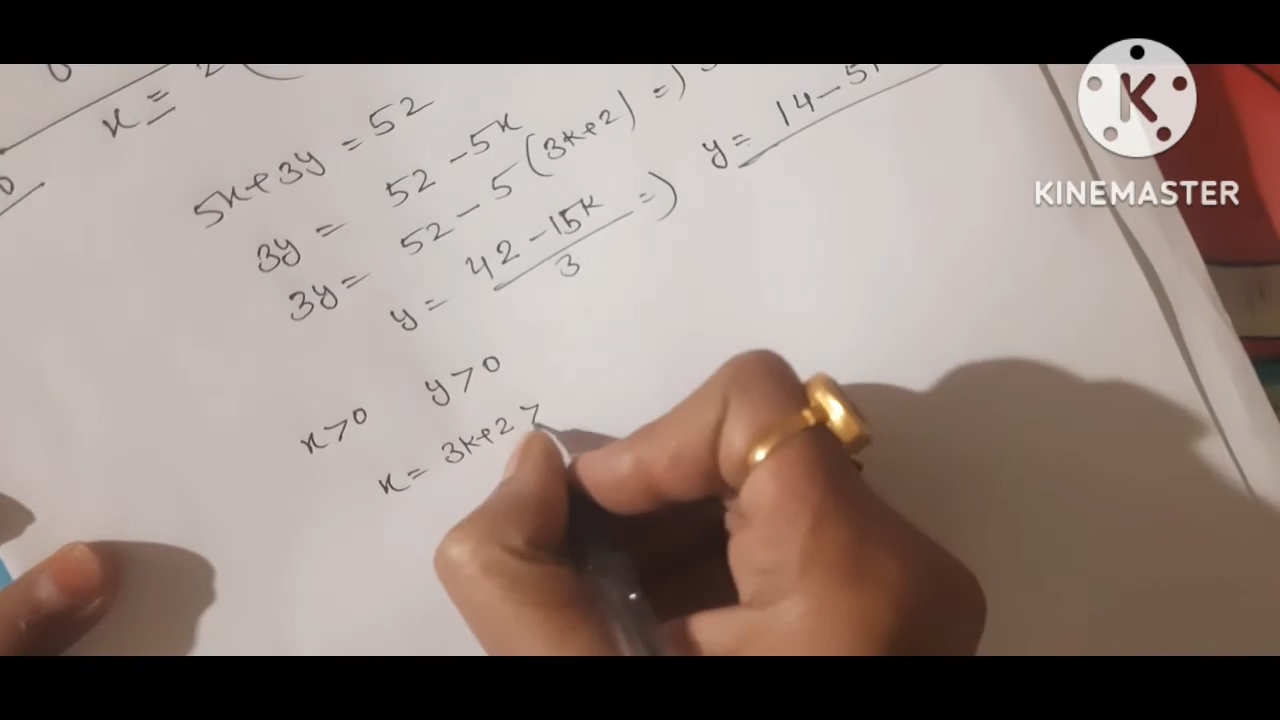 x = 2 (
5x+3y = 52
3y = 52 - 5x
3y = 52 - 5 (3k+2) =)
y = 42 - 15k / 3 =)
y = 14 - 5
x > 0 y > 0
x = 3k+2 >
K
KINEMASTER